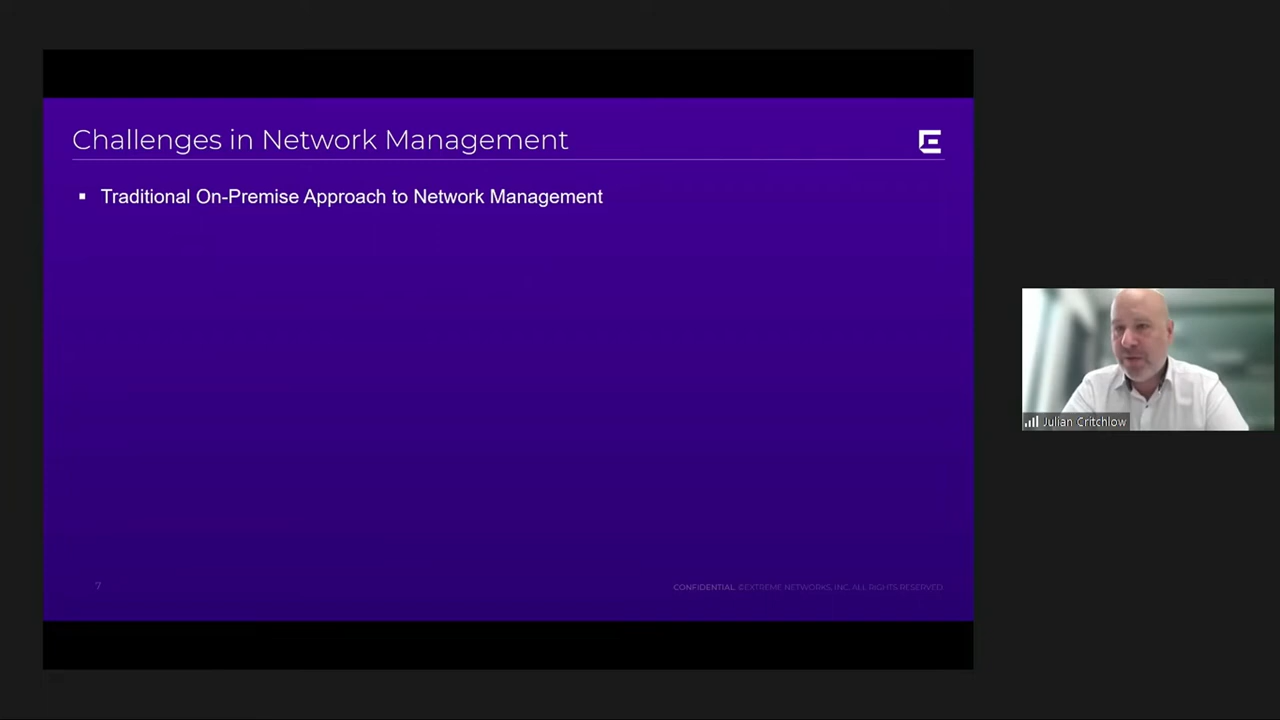 Challenges in Network Management
▪ Traditional On-Premise Approach to Network Management
Julian Critchlow
7
CONFIDENTIAL. ©EXTREME NETWORKS, INC. ALL RIGHTS RESERVED